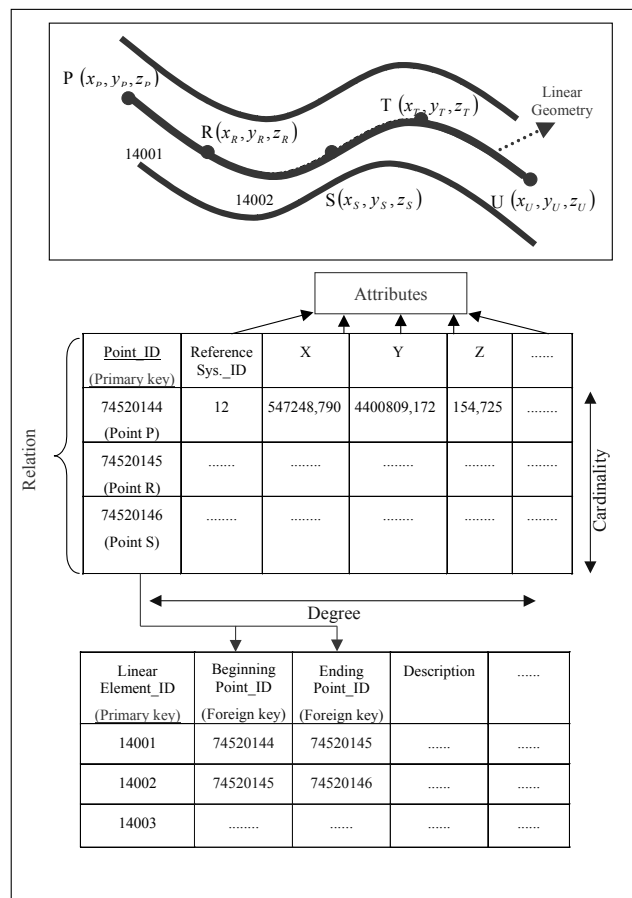 P (x_P, y_P, z_P)
T (x_T, y_T, z_T)
Linear
Geometry
R(x_R, y_R, z_R)
14001
14002
S(x_S, y_S, z_S)
U (x_U, y_U, z_U)
Attributes
Relation
Point_ID
(Primary key)
Reference
Sys._ID
X
Y
Z
......
74520144
(Point P)
12
547248,790
4400809,172
154,725
........
74520145
(Point R)
........
........
........
........
........
74520146
(Point S)
........
........
........
........
Cardinality
Degree
Linear
Element_ID
(Primary key)
Beginning
Point_ID
(Foreign key)
Ending
Point_ID
(Foreign key)
Description
......
14001
74520144
74520145
......
......
14002
74520145
74520146
......
......
14003
........
......
......
......